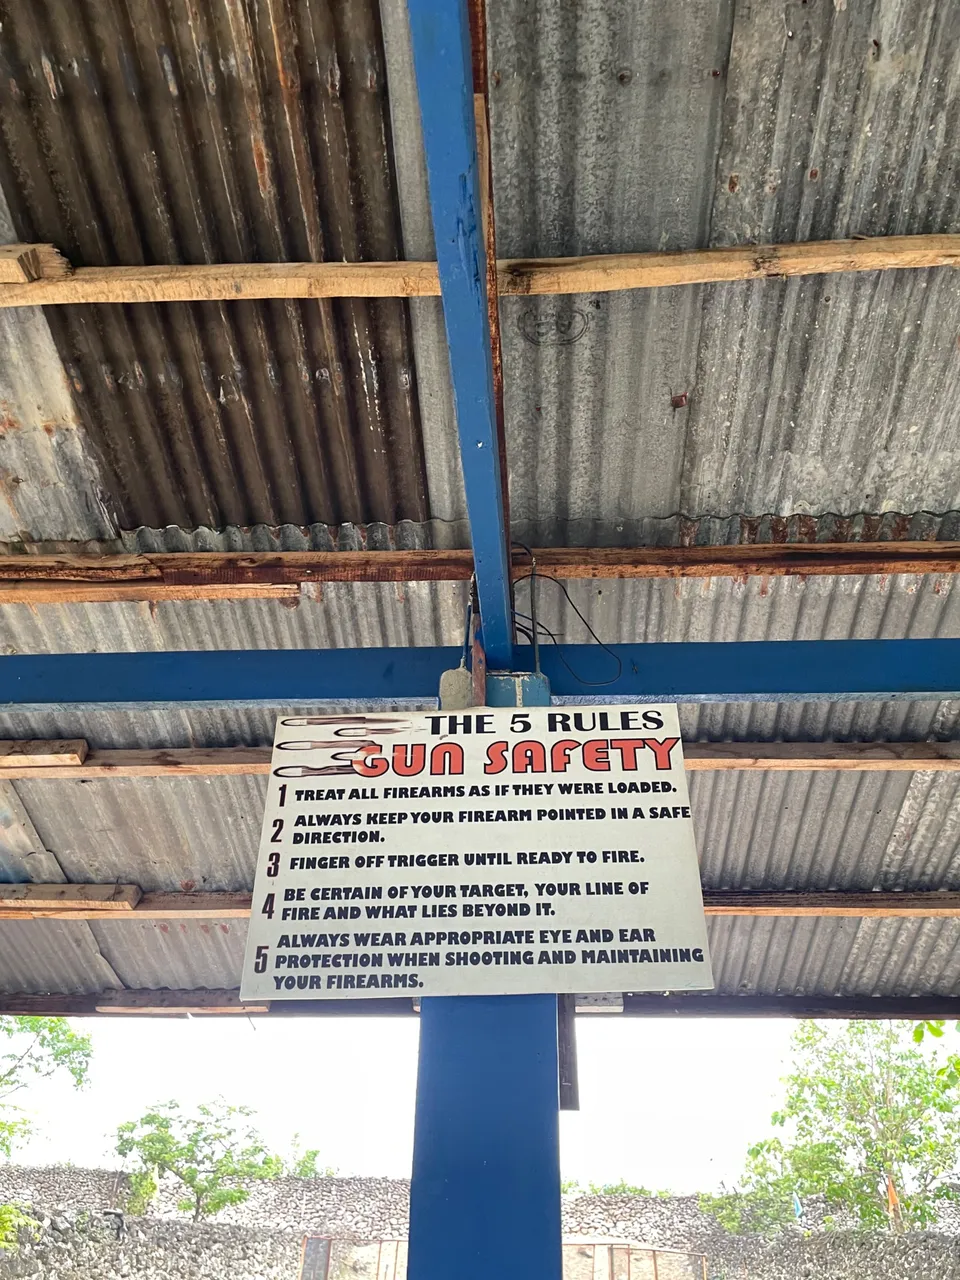 THE 5 RULES
GUN SAFETY
1 TREAT ALL FIREARMS AS IF THEY WERE LOADED.
2 ALWAYS KEEP YOUR FIREARM POINTED IN A SAFE
DIRECTION.
3 FINGER OFF TRIGGER UNTIL READY TO FIRE.
4 BE CERTAIN OF YOUR TARGET, YOUR LINE OF
FIRE AND WHAT LIES BEYOND IT.
5 ALWAYS WEAR APPROPRIATE EYE AND EAR
PROTECTION WHEN SHOOTING AND MAINTAINING
YOUR FIREARMS.